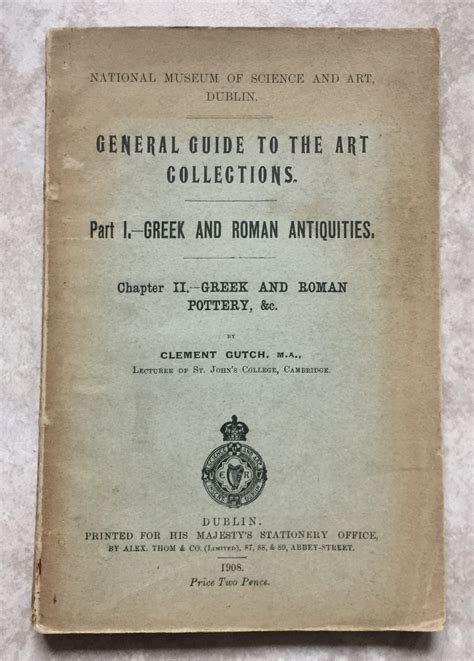 NATIONAL MUSEUM OF SCIENCE AND ART,
DUBLIN.
GENERAL GUIDE TO THE ART
COLLECTIONS.
Part I.—GREEK AND ROMAN ANTIQUITIES.
Chapter II.—GREEK AND ROMAN
POTTERY, &c.
BY
CLEMENT GUTCH, M.A.,
LECTURER OF ST. JOHN'S COLLEGE, CAMBRIDGE.
DUBLIN.
PRINTED FOR HIS MAJESTY'S STATIONERY OFFICE,
BY ALEX. THOM & CO. (LIMITED), 87, 88, & 89, ABBEY-STREET.
1908.
Price Two Pence.